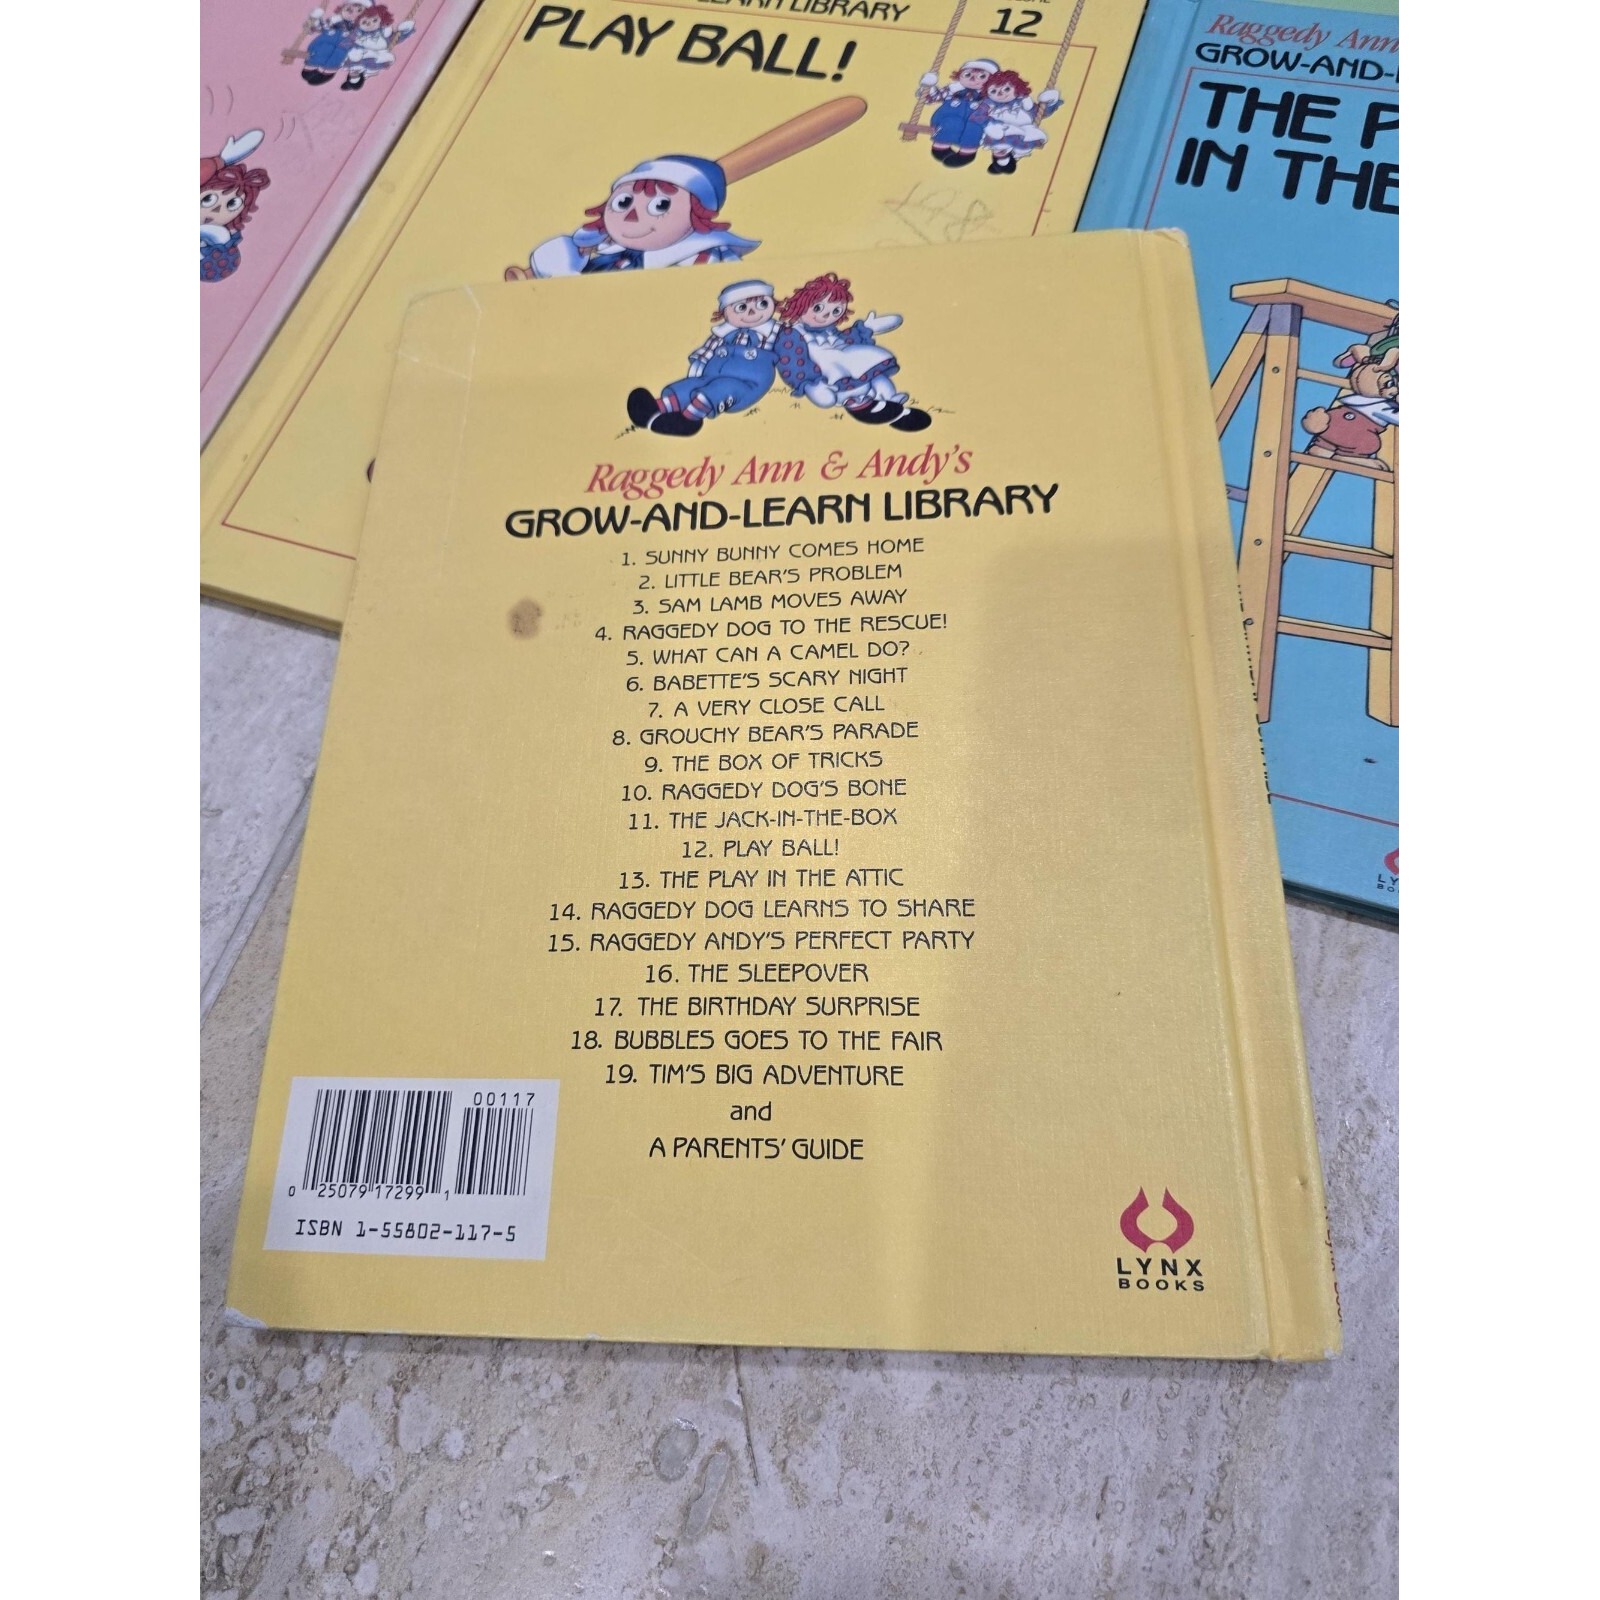 LEARN LIBRARY
12
PLAY BALL!
Raggedy Ann
GROW-AND-
THE P
IN THE
Raggedy Ann & Andy's
GROW-AND-LEARN LIBRARY
1. SUNNY BUNNY COMES HOME
2. LITTLE BEAR'S PROBLEM
3. SAM LAMB MOVES AWAY
4. RAGGEDY DOG TO THE RESCUE!
5. WHAT CAN A CAMEL DO?
6. BABETTE'S SCARY NIGHT
7. A VERY CLOSE CALL
8. GROUCHY BEAR'S PARADE
9. THE BOX OF TRICKS
10. RAGGEDY DOG'S BONE
11. THE JACK-IN-THE-BOX
12. PLAY BALL!
13. THE PLAY IN THE ATTIC
14. RAGGEDY DOG LEARNS TO SHARE
15. RAGGEDY ANDY'S PERFECT PARTY
16. THE SLEEPOVER
17. THE BIRTHDAY SURPRISE
18. BUBBLES GOES TO THE FAIR
19. TIM'S BIG ADVENTURE
and
A PARENTS' GUIDE
00117
0 25079 17299 1
ISBN 1-55802-117-5
LYNX
BOOKS
LY
BO